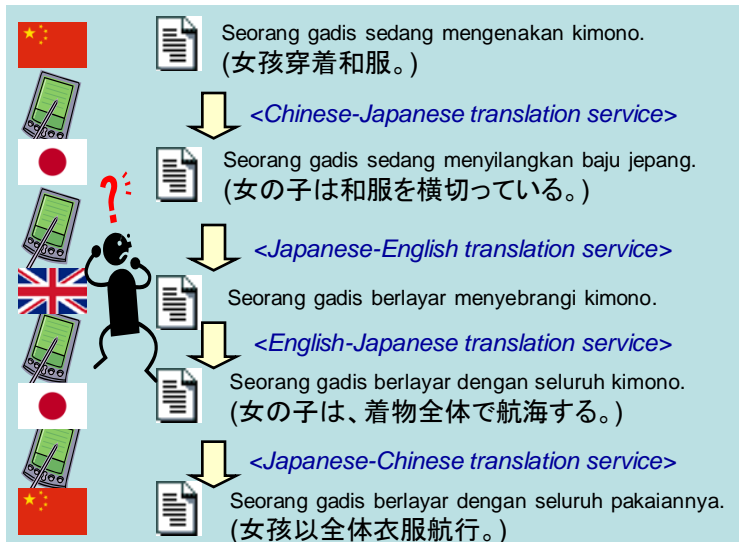 Seorang gadis sedang mengenakan kimono.
(女孩穿着和服。)
<Chinese-Japanese translation service>
Seorang gadis sedang menyilangkan baju jepang.
(女の子は和服を横切っている。)
<Japanese-English translation service>
Seorang gadis berlayar menyebrangi kimono.
<English-Japanese translation service>
Seorang gadis berlayar dengan seluruh kimono.
(女の子は、着物全体で航海する。)
<Japanese-Chinese translation service>
Seorang gadis berlayar dengan seluruh pakaiannya.
(女孩以全体衣服航行。)
?